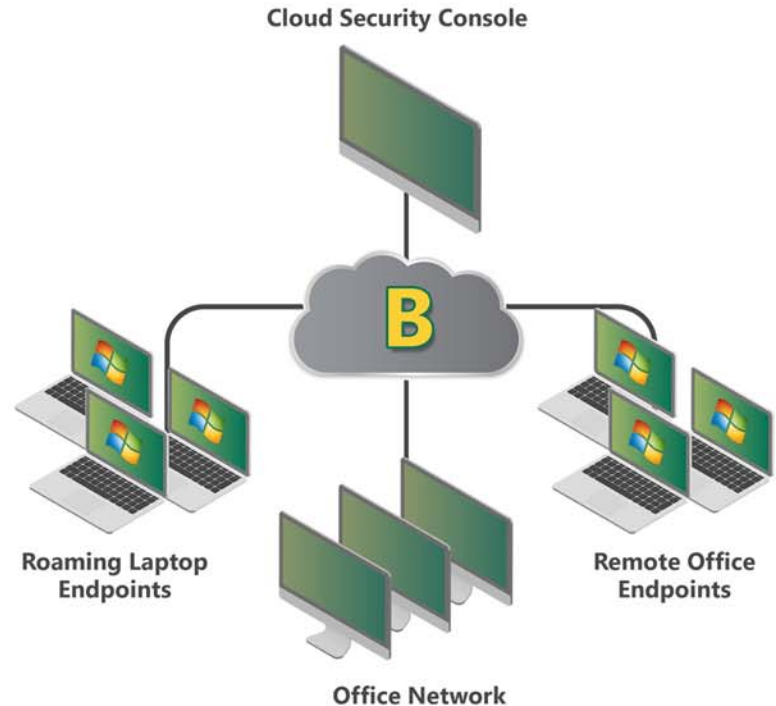 Cloud Security Console
B
Roaming Laptop
Endpoints
Remote Office
Endpoints
Office Network